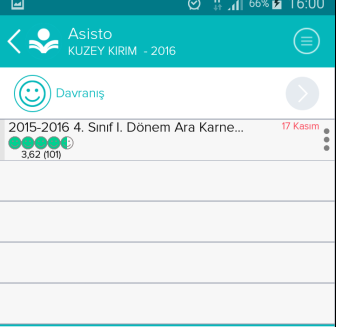 66% 16:00
Asisto
KUZEY KIRIM - 2016
Davranış
2015-2016 4. Sınıf I. Dönem Ara Karne...
17 Kasım
3,62 (101)